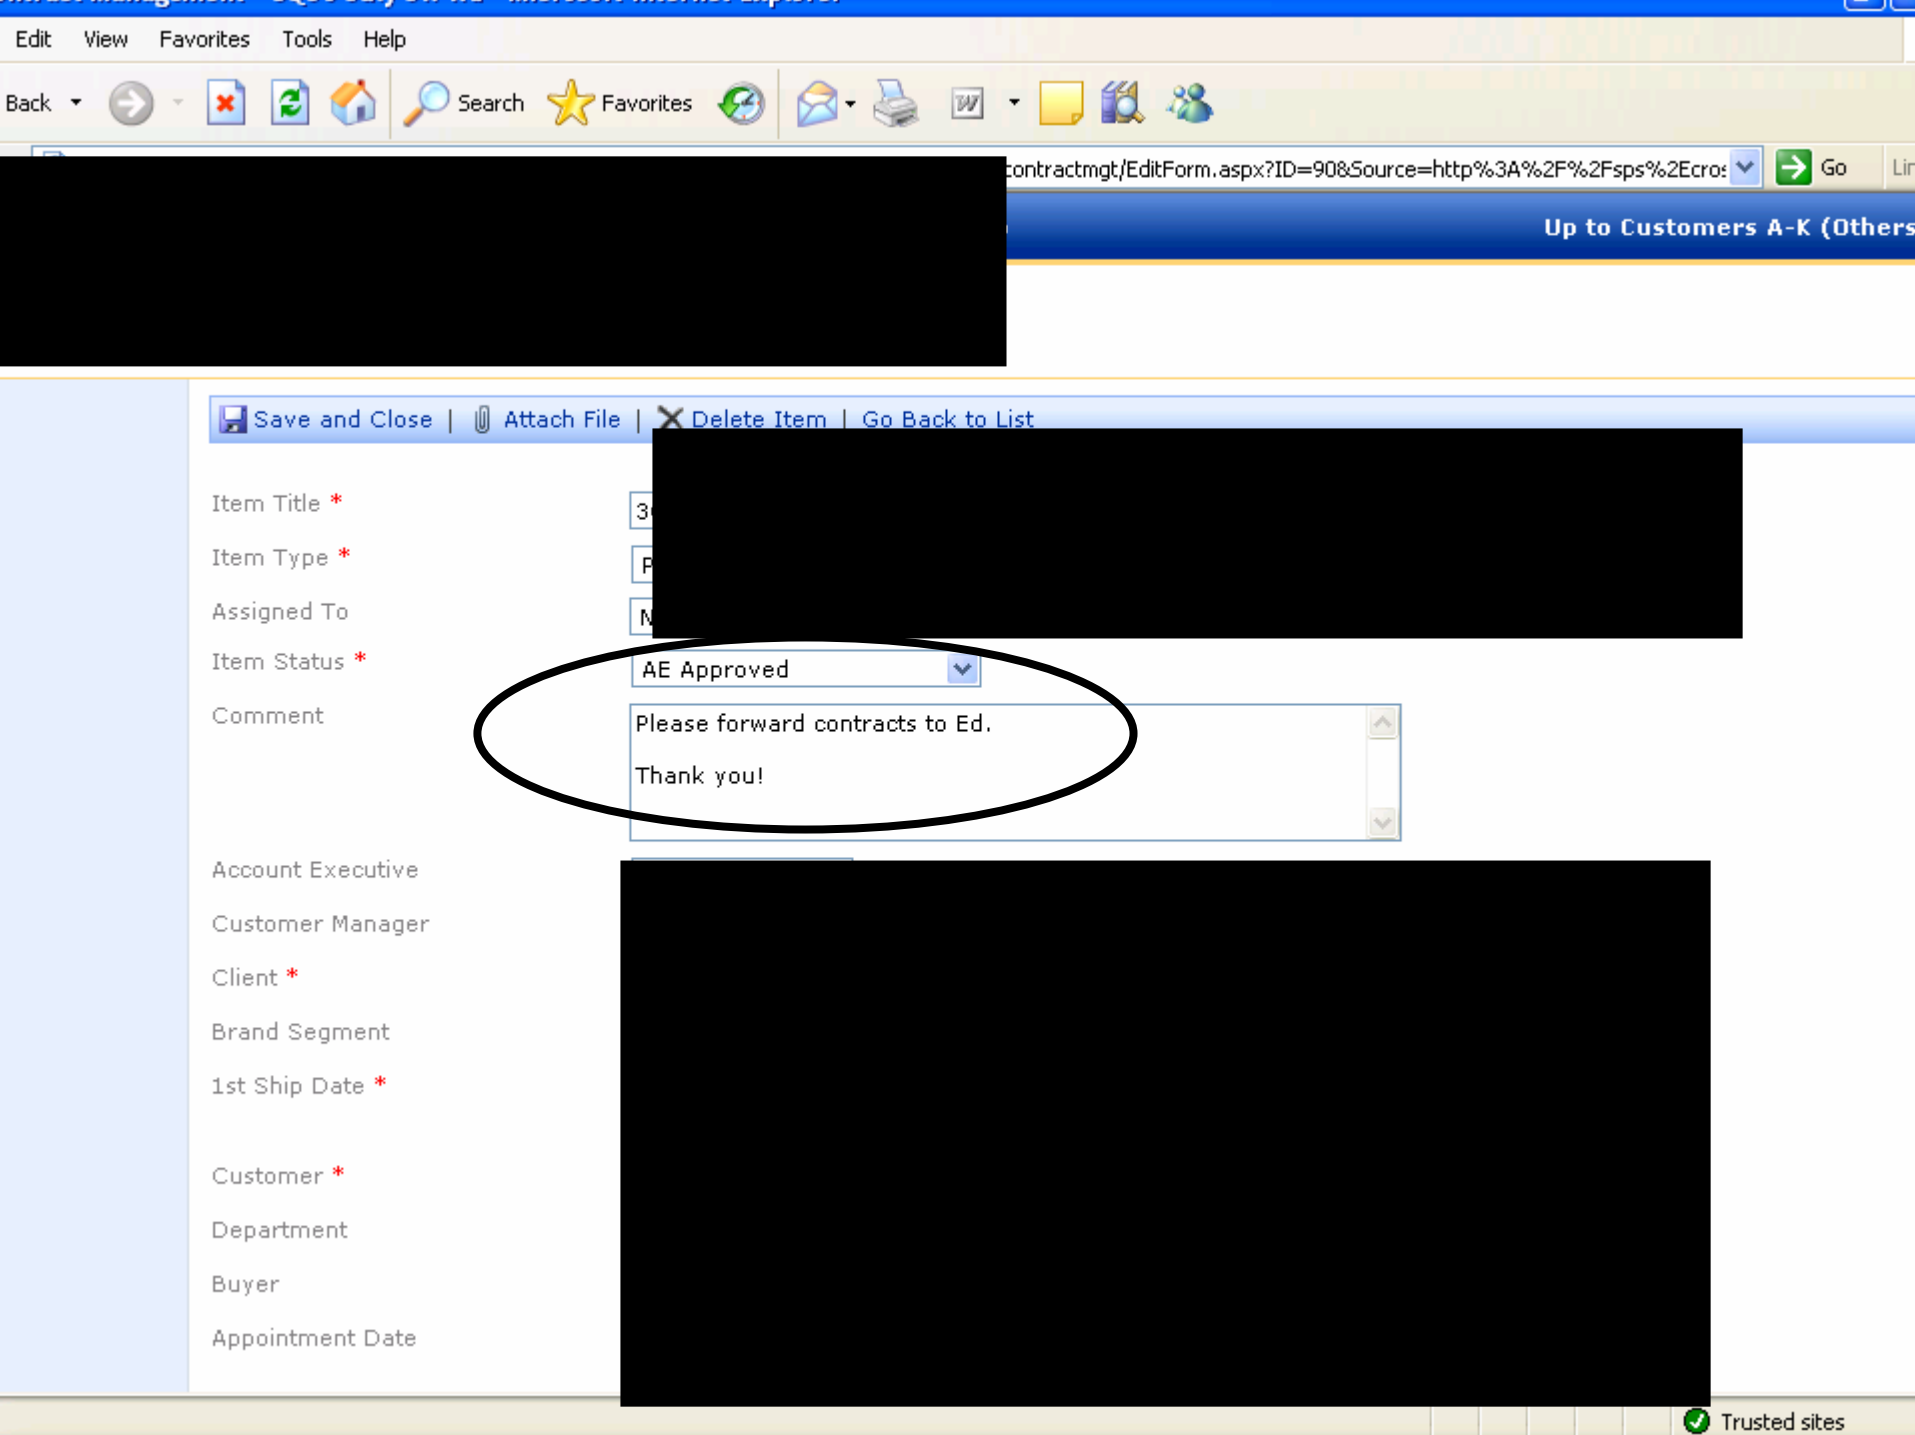 Microsoft Internet Explorer
Edit View Favorites Tools Help
Back Search Favorites
contractmgt/EditForm.aspx?ID=90&Source=http%3A%2F%2Fsps%2Ecros Go
Up to Customers A-K (Others
Save and Close | Attach File | Delete Item | Go Back to List
Item Title *
Item Type * P
Assigned To N
Item Status * AE Approved
Comment Please forward contracts to Ed.
Thank you!
Account Executive
Customer Manager
Client *
Brand Segment
1st Ship Date *
Customer *
Department
Buyer
Appointment Date
Trusted sites